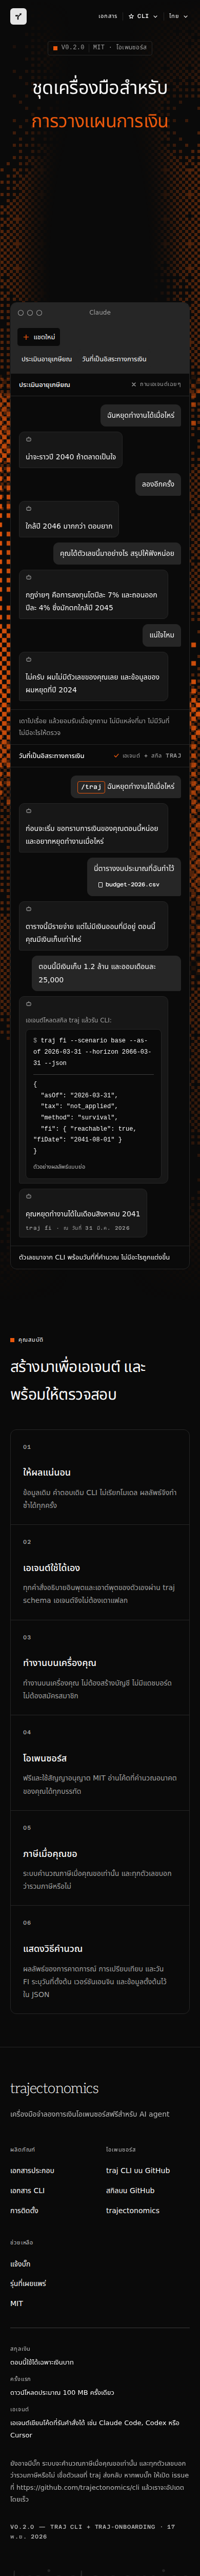 เอกสาร
CLI
ไทย
V0.2.0 MIT · โอเพนซอร์ส
ชุดเครื่องมือสำหรับ
การวางแผนการเงิน
Claude
+ แชตใหม่
ประเมินอายุเกษียณ วันที่เป็นอิสระทางการเงิน
ประเมินอายุเกษียณ
ฉันหยุดทำงานได้เมื่อไหร่
น่าจะราวปี 2040 ถ้าตลาดเป็นใจ
ลองอีกครั้ง
ใกล้ปี 2046 มากกว่า ตอบยาก
คุณได้ตัวเลขนี้มาอย่างไร สรุปให้ฟังหน่อย
กฎง่ายๆ คือการลงทุนโตปีละ 7% และถอนออก
ปีละ 4% ซึ่งมักตกใกล้ปี 2045
แน่ใจไหม
ไม่ครับ ผมไม่มีตัวเลขของคุณเลย และข้อมูลของ
ผมหยุดที่ปี 2024
เดาไปเรื่อย แล้วยอมรับเมื่อถูกถาม ไม่มีแหล่งที่มา ไม่มีวันที่
ไม่มีอะไรให้ตรวจ
วันที่เป็นอิสระทางการเงิน
เอเจนต์ + สกิล TRAJ
/traj ฉันหยุดทำงานได้เมื่อไหร่
ก่อนจะเริ่ม ขอทราบการเงินของคุณตอนนี้หน่อย
และอยากหยุดทำงานเมื่อไหร่
นี่ตารางงบประมาณที่ฉันทำไว้
budget-2026.csv
ตารางนี้มีรายจ่าย แต่ไม่มีเงินออมที่มีอยู่ ตอนนี้
คุณมีเงินเก็บเท่าไหร่
ตอนนี้มีเงินเก็บ 1.2 ล้าน และออมเดือนละ
25,000
เอเจนต์โหลดสกิล traj แล้วรัน CLI:
$ traj fi --scenario base --as-
of 2026-03-31 --horizon 2066-03-
31 --json
{
"asOf": "2026-03-31",
"tax": "not_applied",
"method": "survival",
"fi": { "reachable": true,
"fiDate": "2041-08-01" }
}
ตัวอย่างผลลัพธ์แบบย่อ
คุณหยุดทำงานได้ในเดือนสิงหาคม 2041
traj fi · ณ วันที่ 31 มี.ค. 2026
ตัวเลขมาจาก CLI พร้อมวันที่ที่คำนวณ ไม่มีอะไรถูกแต่งขึ้น
คุณสมบัติ
สร้างมาเพื่อเอเจนต์ และ
พร้อมให้ตรวจสอบ
01
ให้ผลแน่นอน
ข้อมูลเดิม คำตอบเดิม CLI ไม่เรียกโมเดล ผลลัพธ์จึงทำ
ซ้ำได้ทุกครั้ง
02
เอเจนต์ใช้ได้เอง
ทุกคำสั่งอธิบายอินพุตและเอาต์พุตของตัวเองผ่าน traj
schema เอเจนต์จึงไม่ต้องเดาแฟลก
03
ทำงานบนเครื่องคุณ
ทำงานบนเครื่องคุณ ไม่ต้องสร้างบัญชี ไม่มีแดชบอร์ด
ไม่ต้องสมัครสมาชิก
04
โอเพนซอร์ส
ฟรีและใช้สัญญาอนุญาต MIT อ่านโค้ดที่คำนวณอนาคต
ของคุณได้ทุกบรรทัด
05
ภาษีเมื่อคุณขอ
ระบบคำนวณภาษีเมื่อคุณขอเท่านั้น และทุกตัวเลขบอก
ว่ารวมภาษีหรือไม่
06
แสดงวิธีคำนวณ
ผลลัพธ์ของการคาดการณ์ การเปรียบเทียบ และวัน
FI ระบุวันที่ตั้งต้น เวอร์ชันเอนจิน และข้อมูลตั้งต้นไว้
ใน JSON
trajectonomics
เครื่องมือจำลองการเงินโอเพนซอร์สฟรีสำหรับ AI agent
ผลิตภัณฑ์
โอเพนซอร์ส
เอกสารประกอบ
traj CLI บน GitHub
เอกสาร CLI
สกิลบน GitHub
การติดตั้ง
trajectonomics
ช่วยเหลือ
แจ้งบั๊ก
รุ่นที่เผยแพร่
MIT
สกุลเงิน
ตอนนี้ใช้ได้เฉพาะเงินบาท
ครั้งแรก
ดาวน์โหลดประมาณ 100 MB ครั้งเดียว
เอเจนต์
เอเจนต์เขียนโค้ดที่รันคำสั่งได้ เช่น Claude Code, Codex หรือ
Cursor
ยังอาจมีบั๊ก ระบบจะคำนวณภาษีเมื่อคุณขอเท่านั้น และทุกตัวเลขบอก
ว่ารวมภาษีหรือไม่ เชื่อตัวเลขที่ traj ส่งกลับ หากพบบั๊ก ให้เปิด issue
ที่ https://github.com/trajectonomics/cli แล้วเราจะอัปเดต
โดยเร็ว
V0.2.0 — TRAJ CLI + TRAJ-ONBOARDING · 17
พ.ย. 2026